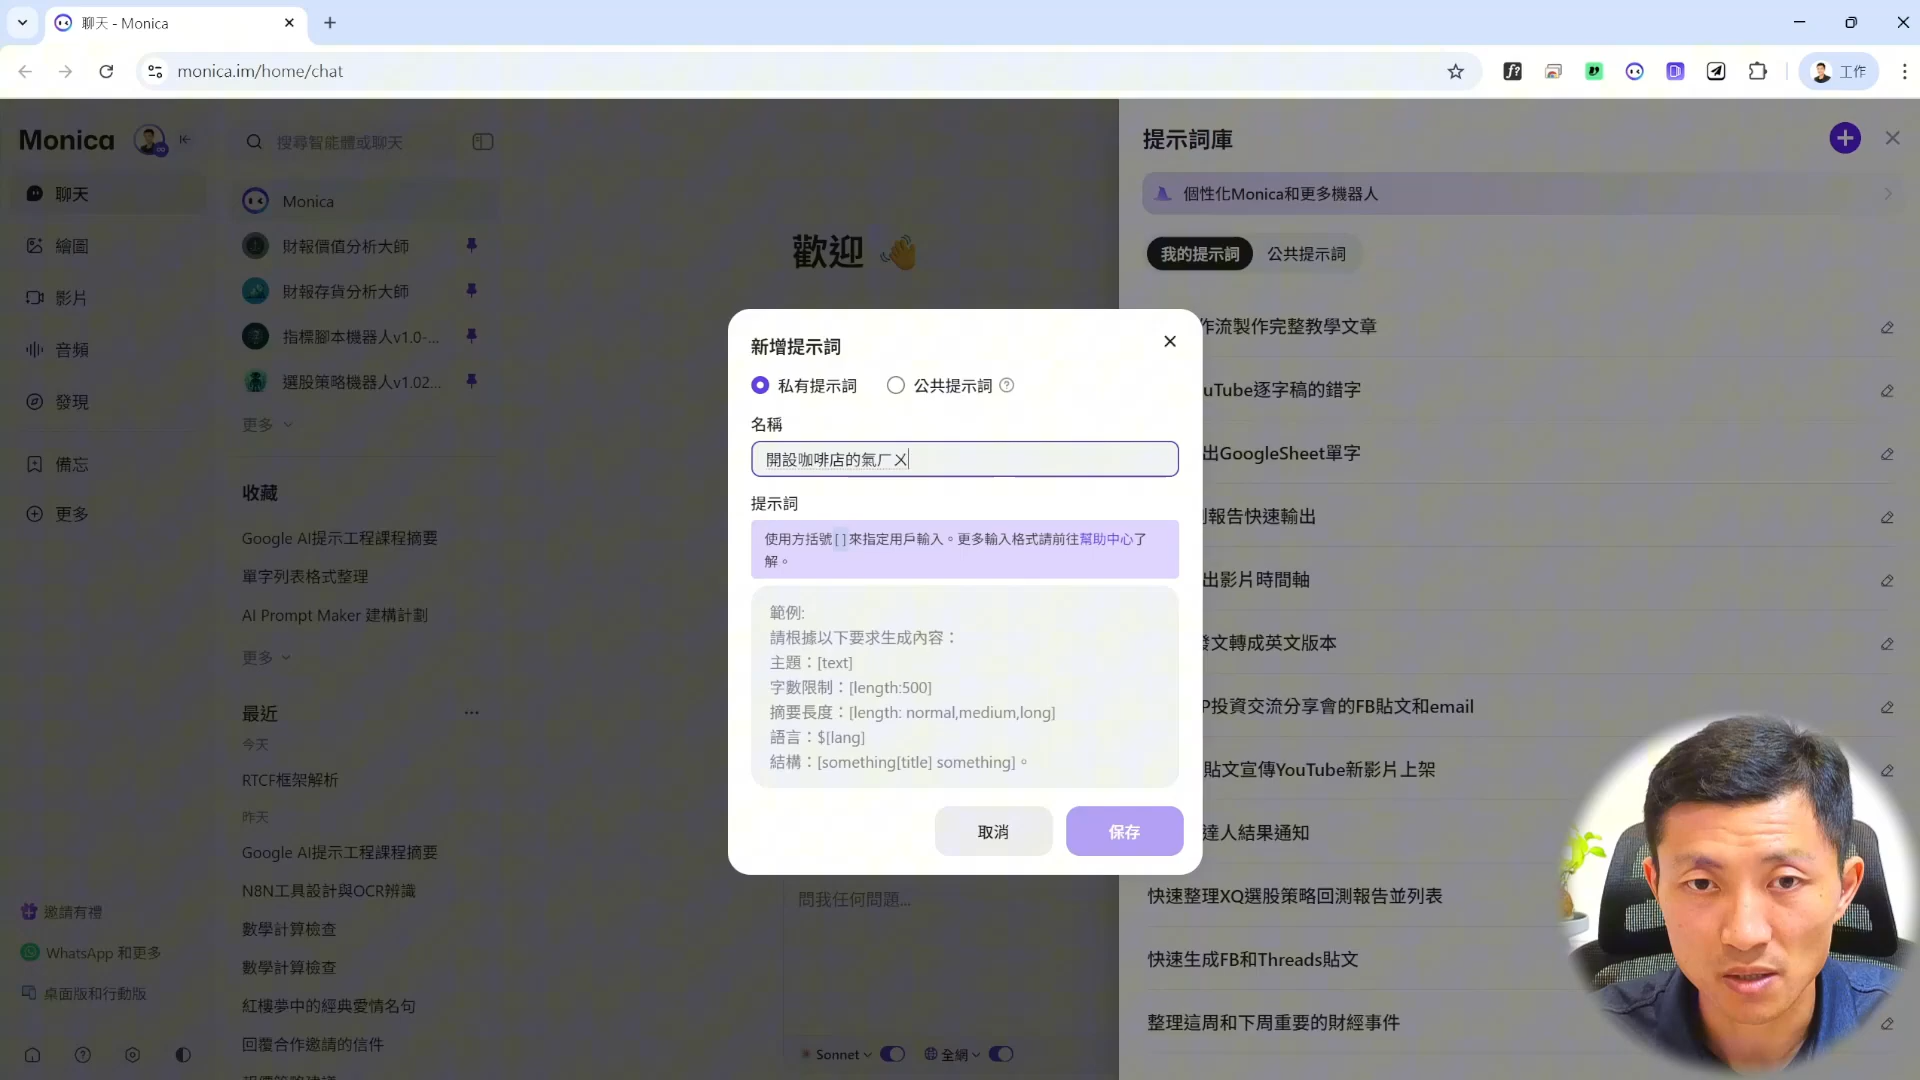 聊天 - Monica
monica.im/home/chat
工作
Monica
聊天
繪圖
影片
音頻
發現
備忘
更多
邀請有禮
WhatsApp 和更多
桌面版和行動版
搜尋智能體或聊天
Monica
財報價值分析大師
財報存貨分析大師
指標腳本機器人v1.0-...
選股策略機器人v1.02...
更多
收藏
Google AI提示工程課程摘要
單字列表格式整理
AI Prompt Maker 建構計劃
更多
最近
今天
RTCF框架解析
昨天
Google AI提示工程課程摘要
N8N工具設計與OCR辨識
數學計算檢查
數學計算檢查
紅樓夢中的經典愛情名句
回覆合作邀請的信件
歡迎 👋
新增提示詞
私有提示詞
公共提示詞
名稱
開設咖啡店的氣ㄏㄨ
提示詞
使用方括號[ ]來指定用戶輸入。更多輸入格式請前往幫助中心了
解。
範例:
請根據以下要求生成內容：
主題：[text]
字數限制：[length:500]
摘要長度：[length: normal,medium,long]
語言：$[lang]
結構：[something[title] something]。
取消
保存
問我任何問題...
Sonnet
全網
提示詞庫
個性化Monica和更多機器人
我的提示詞
公共提示詞
作流製作完整教學文章
uTube逐字稿的錯字
出GoogleSheet單字
報告快速輸出
出影片時間軸
發文轉成英文版本
P投資交流分享會的FB貼文和email
貼文宣傳YouTube新影片上架
達人結果通知
快速整理XQ選股策略回測報告並列表
快速生成FB和Threads貼文
整理這周和下周重要的財經事件